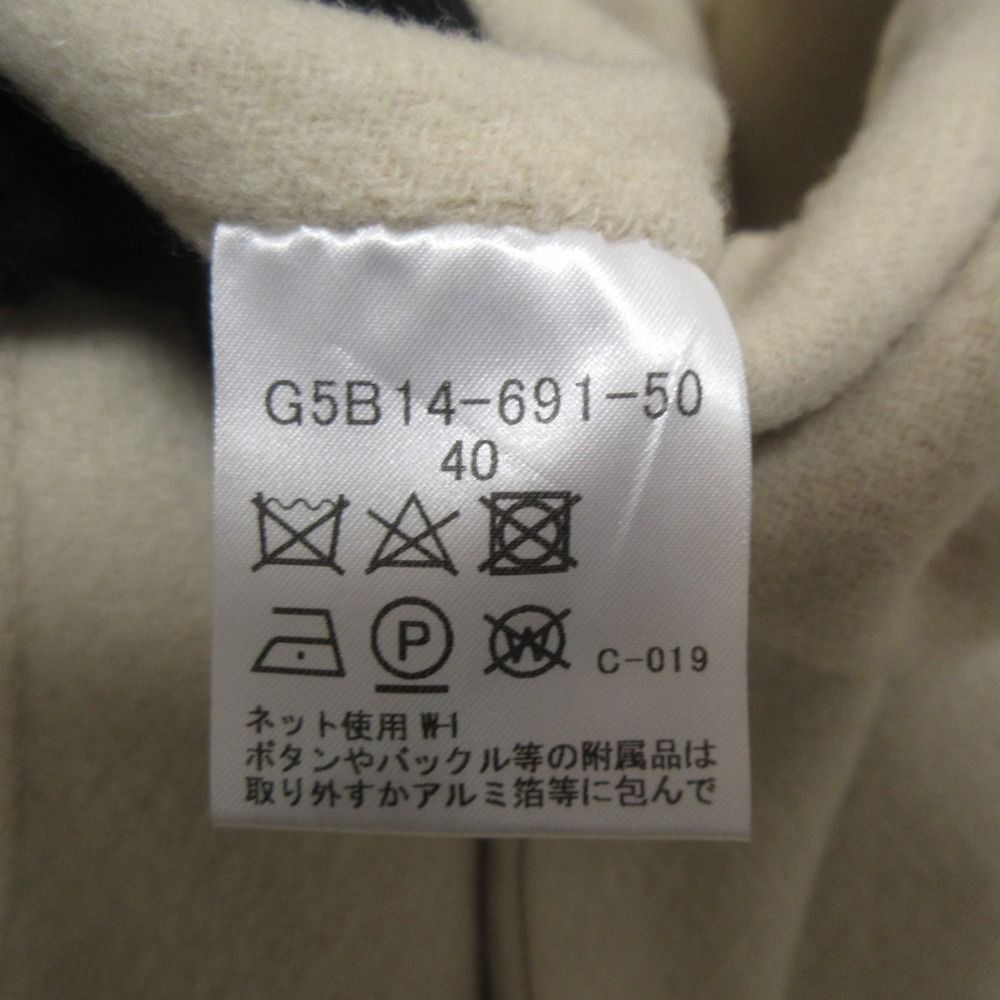 G5B14-691-50
40
P W C-019
ネット使用 W-I
ボタンやバックル等の附属品は
取り外すかアルミ箔等に包んで